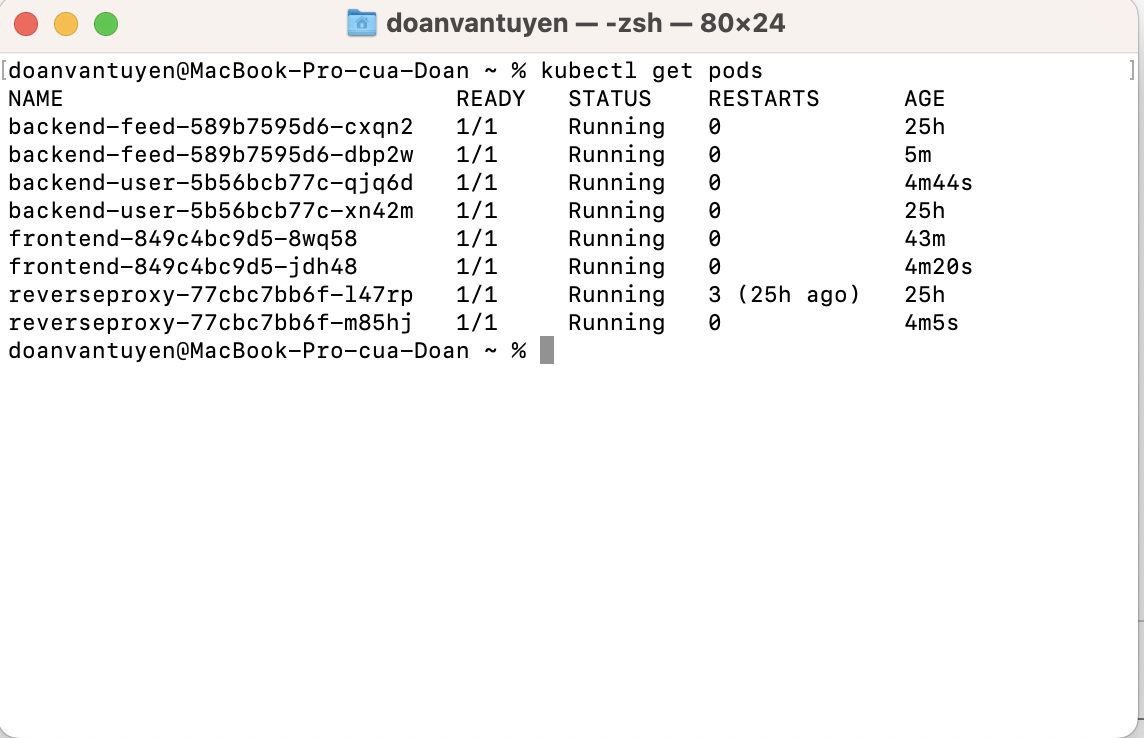 doanvantuyen — -zsh — 80×24
[doanvantuyen@MacBook-Pro-cua-Doan ~ % kubectl get pods ]
NAME READY STATUS RESTARTS AGE
backend-feed-589b7595d6-cxqn2 1/1 Running 0 25h
backend-feed-589b7595d6-dbp2w 1/1 Running 0 5m
backend-user-5b56bcb77c-qjq6d 1/1 Running 0 4m44s
backend-user-5b56bcb77c-xn42m 1/1 Running 0 25h
frontend-849c4bc9d5-8wq58 1/1 Running 0 43m
frontend-849c4bc9d5-jdh48 1/1 Running 0 4m20s
reverseproxy-77cbc7bb6f-l47rp 1/1 Running 3 (25h ago) 25h
reverseproxy-77cbc7bb6f-m85hj 1/1 Running 0 4m5s
doanvantuyen@MacBook-Pro-cua-Doan ~ %